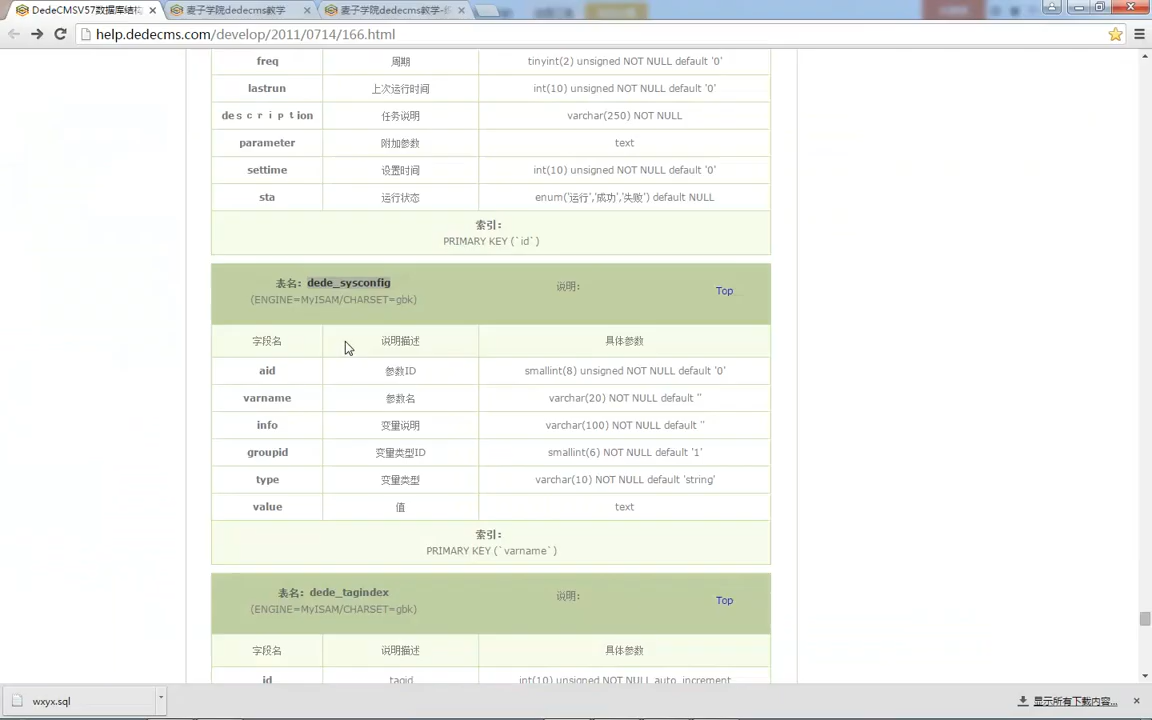 DedeCMSV57数据库结构
麦子学院dedecms教学
麦子学院dedecms教学-
help.dedecms.com/develop/2011/0714/166.html
freq 周期 tinyint(2) unsigned NOT NULL default '0'
lastrun 上次运行时间 int(10) unsigned NOT NULL default '0'
deｓｃｒｉｐｔion 任务说明 varchar(250) NOT NULL
parameter 附加参数 text
settime 设置时间 int(10) unsigned NOT NULL default '0'
sta 运行状态 enum('运行','成功','失败') default NULL
索引:
PRIMARY KEY (`id`)
表名: dede_sysconfig 说明: Top
(ENGINE=MyISAM/CHARSET=gbk)
字段名 说明描述 具体参数
aid 参数ID smallint(8) unsigned NOT NULL default '0'
varname 参数名 varchar(20) NOT NULL default ''
info 变量说明 varchar(100) NOT NULL default ''
groupid 变量类型ID smallint(6) NOT NULL default '1'
type 变量类型 varchar(10) NOT NULL default 'string'
value 值 text
索引:
PRIMARY KEY (`varname`)
表名: dede_tagindex 说明: Top
(ENGINE=MyISAM/CHARSET=gbk)
字段名 说明描述 具体参数
id tagid int(10) unsigned NOT NULL auto_increment
wxyx.sql 显示所有下载内容...